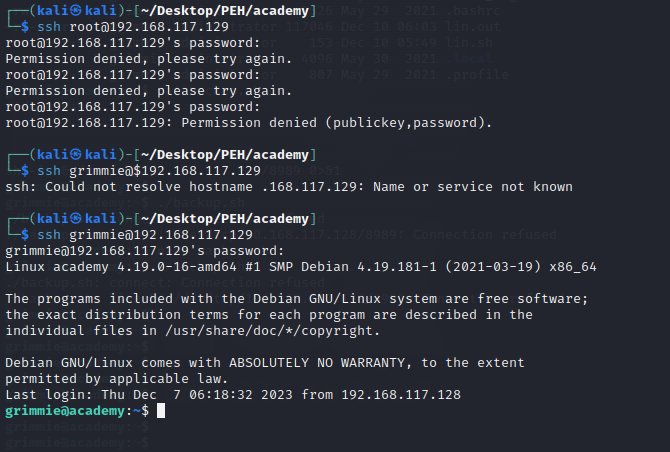 ┌──(kali㉿kali)-[~/Desktop/PEH/academy]
└─$ ssh root@192.168.117.129
root@192.168.117.129's password:
Permission denied, please try again.
root@192.168.117.129's password:
Permission denied, please try again.
root@192.168.117.129's password:
root@192.168.117.129: Permission denied (publickey,password).
┌──(kali㉿kali)-[~/Desktop/PEH/academy]
└─$ ssh grimmie@$192.168.117.129
ssh: Could not resolve hostname .168.117.129: Name or service not known
┌──(kali㉿kali)-[~/Desktop/PEH/academy]
└─$ ssh grimmie@192.168.117.129
grimmie@192.168.117.129's password:
Linux academy 4.19.0-16-amd64 #1 SMP Debian 4.19.181-1 (2021-03-19) x86_64
The programs included with the Debian GNU/Linux system are free software;
the exact distribution terms for each program are described in the
individual files in /usr/share/doc/*/copyright.
Debian GNU/Linux comes with ABSOLUTELY NO WARRANTY, to the extent
permitted by applicable law.
Last login: Thu Dec  7 06:18:32 2023 from 192.168.117.128
grimmie@academy:~$